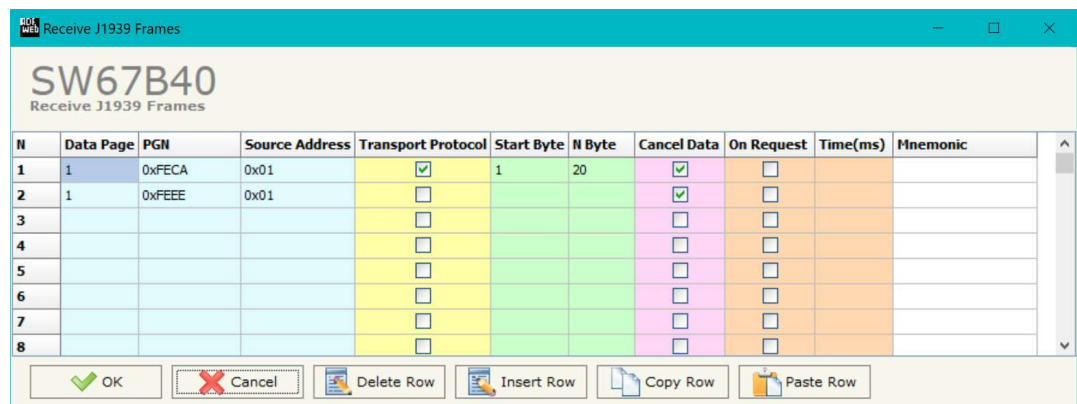 ADF WEB Receive J1939 Frames
SW67B40
Receive J1939 Frames
N Data Page PGN Source Address Transport Protocol Start Byte N Byte Cancel Data On Request Time(ms) Mnemonic
1 1 0xFECA 0x01 1 20
2 1 0xFEEE 0x01
3
4
5
6
7
8
OK Cancel Delete Row Insert Row Copy Row Paste Row